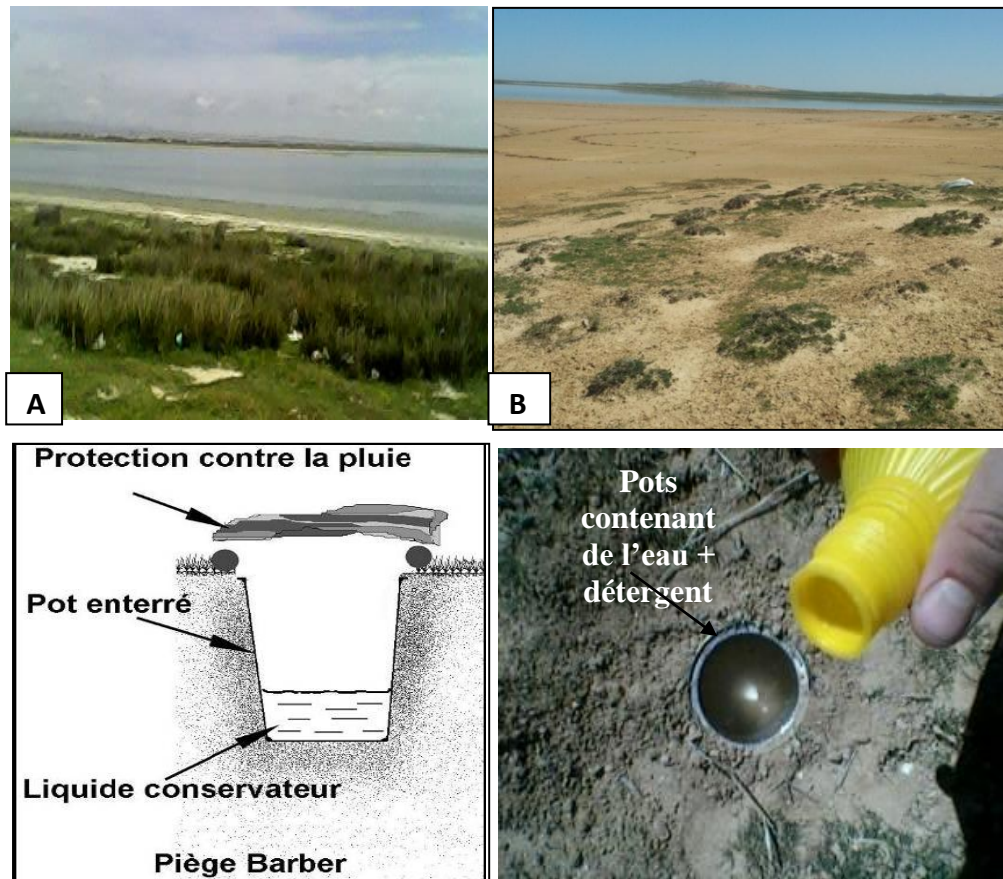 A
B
Protection contre la pluie
Pot enterré
Liquide conservateur
Piège Barber
Pots
contenant
de l’eau +
détergent